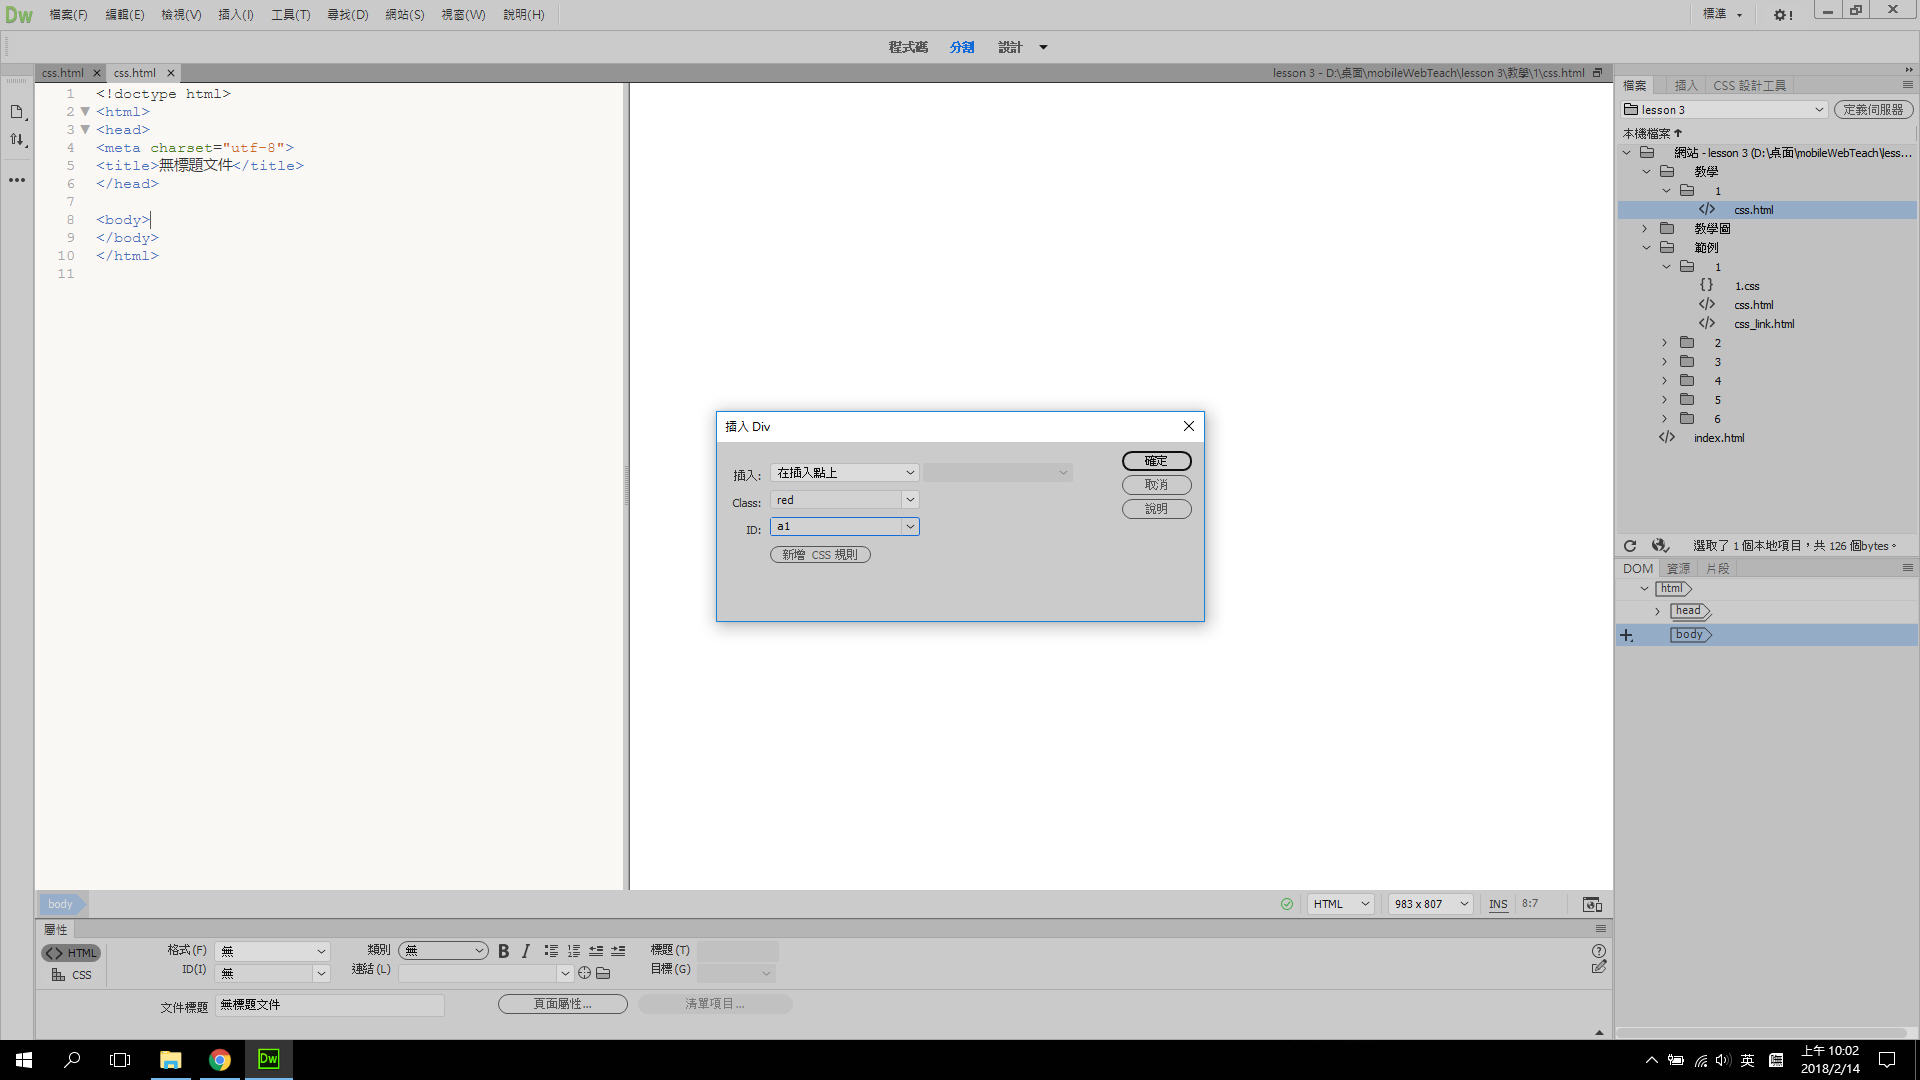 Dw 檔案(F) 編輯(E) 檢視(V) 插入(I) 工具(T) 尋找(D) 網站(S) 視窗(W) 說明(H) 標準
程式碼 分割 設計
css.html css.html lesson 3 - D:\桌面\mobileWebTeach\lesson 3\教學\1\css.html
1 <!doctype html>
2 <html>
3 <head>
4 <meta charset="utf-8">
5 <title>無標題文件</title>
6 </head>
7
8 <body>
9 </body>
10 </html>
11
插入 Div
插入: 在插入點上
Class: red
ID: a1
新增 CSS 規則
確定
取消
說明
檔案 插入 CSS 設計工具
lesson 3 定義伺服器
本機檔案
網站 - lesson 3 (D:\桌面\mobileWebTeach\less...
教學
1
css.html
教學圖
範例
1
1.css
css.html
css_link.html
2
3
4
5
6
index.html
選取了 1 個本地項目，共 126 個bytes。
DOM 資源 片段
html
head
body
body HTML 983 x 807 INS 8:7
屬性
HTML 格式(F) 無 類別 無 B I 標題(T)
CSS ID(I) 無 連結(L) 目標(G)
文件標題 無標題文件 頁面屬性... 清單項目...
Dw 英 上午 10:02
2018/2/14